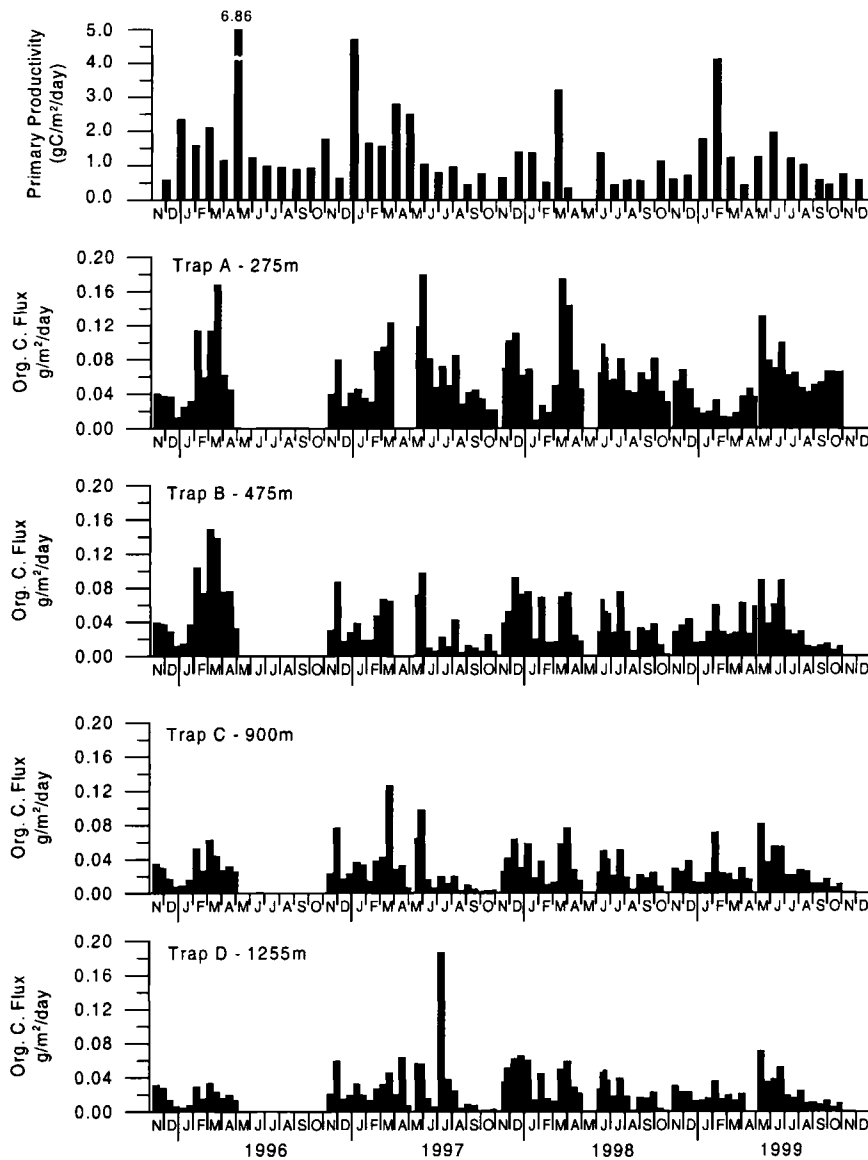 6.86
Primary Productivity
(gC/m²/day)
5.0
4.0
3.0
2.0
1.0
0.0
N D J F M A M J J A S O N D J F M A M J J A S O N D J F M A M J J A S O N D J F M A M J J A S O N D
Trap A - 275m
Org. C. Flux
g/m²/day
0.20
0.16
0.12
0.08
0.04
0.00
N D J F M A M J J A S O N D J F M A M J J A S O N D J F M A M J J A S O N D J F M A M J J A S O N D
Trap B - 475m
Org. C. Flux
g/m²/day
0.20
0.16
0.12
0.08
0.04
0.00
N D J F M A M J J A S O N D J F M A M J J A S O N D J F M A M J J A S O N D J F M A M J J A S O N D
Trap C - 900m
Org. C. Flux
g/m²/day
0.20
0.16
0.12
0.08
0.04
0.00
N D J F M A M J J A S O N D J F M A M J J A S O N D J F M A M J J A S O N D J F M A M J J A S O N D
Trap D - 1255m
Org. C. Flux
g/m²/day
0.20
0.16
0.12
0.08
0.04
0.00
N D J F M A M J J A S O N D J F M A M J J A S O N D J F M A M J J A S O N D J F M A M J J A S O N D
1996 1997 1998 1999